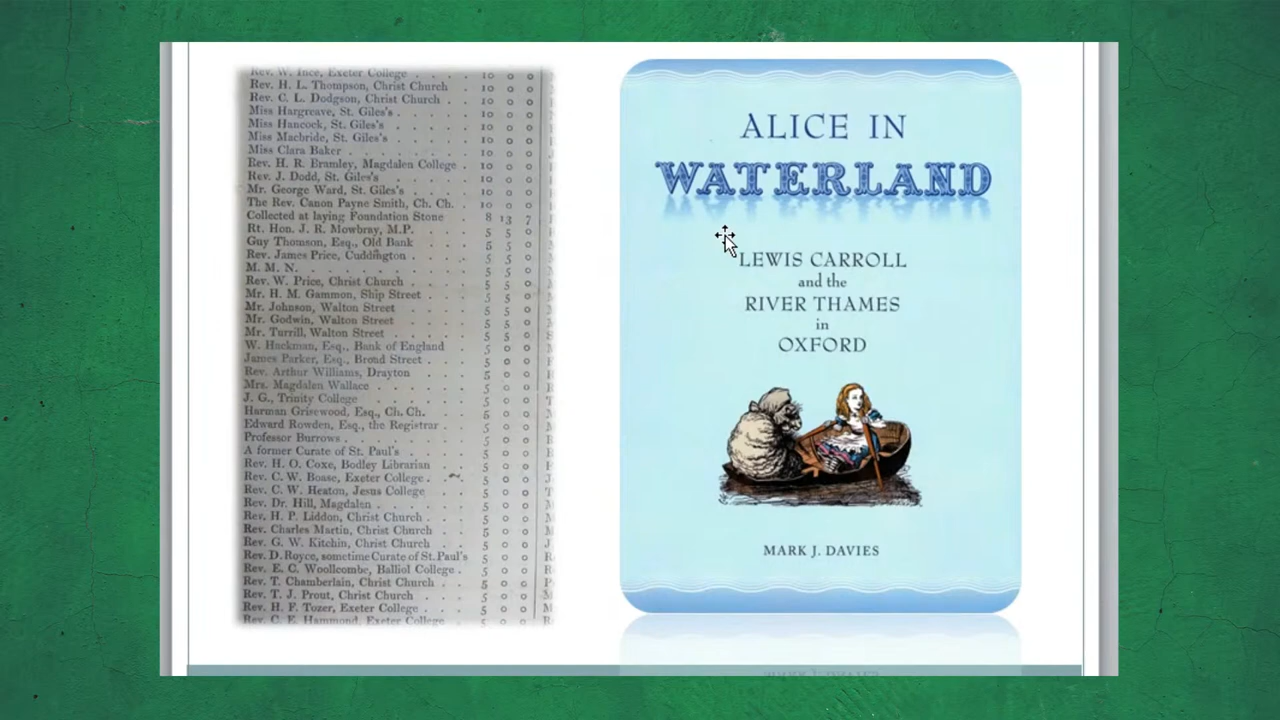 Rev. W. Ince, Exeter College . . . . 10 0 0
Rev. H. L. Thompson, Christ Church 10 0 0
Rev. C. L. Dodgson, Christ Church . . 10 0 0
Miss Hargreave, St. Giles's . . . . . 10 0 0
Miss Hancock, St. Giles's . . . . . 10 0 0
Miss Macbride, St. Giles's . . . . . 10 0 0
Miss Clara Baker . . . . . . . 10 0 0
Rev. H. R. Bramley, Magdalen College . 10 0 0
Rev. J. Dodd, St. Giles's . . . . . 10 0 0
Mr. George Ward, St. Giles's . . . . 10 0 0
The Rev. Canon Payne Smith, Ch. Ch. . 10 0 0
Collected at laying Foundation Stone . 8 13 7
Rt. Hon. J. R. Mowbray, M.P. . . . 5 5 0
Guy Thomson, Esq., Old Bank . . . 5 5 0
Rev. James Price, Cuddington . . . 5 5 0
M. M. N. . . . . . . . . . 5 5 0
Rev. W. Price, Christ Church . . . . 5 5 0
Mr. H. M. Gammon, Ship Street . . . 5 5 0
Mr. Johnson, Walton Street . . . . 5 5 0
Mr. Godwin, Walton Street . . . . 5 5 0
Mr. Turrill, Walton Street . . . . . 5 5 0
W. Hackman, Esq., Bank of England . 5 0 0
James Parker, Esq., Broad Street . . . 5 0 0
Rev. Arthur Williams, Drayton . . . 5 0 0
Mrs. Magdalen Wallace . . . . . . 5 0 0
J. G., Trinity College . . . . . . 5 0 0
Harman Grisewood, Esq., Ch. Ch. . . 5 0 0
Edward Rowden, Esq., the Registrar . . 5 0 0
Professor Burrows . . . . . . . 5 0 0
A former Curate of St. Paul's . . . . 5 0 0
Rev. H. O. Coxe, Bodley Librarian . . 5 0 0
Rev. C. W. Boase, Exeter College . . . 5 0 0
Rev. C. W. Heaton, Jesus College . . 5 0 0
Rev. Dr. Hill, Magdalen . . . . . 5 0 0
Rev. H. P. Liddon, Christ Church . . . 5 0 0
Rev. Charles Martin, Christ Church . . 5 0 0
Rev. G. W. Kitchin, Christ Church . . 5 0 0
Rev. D. Royce, sometime Curate of St. Paul's 5 0 0
Rev. E. C. Woollcombe, Balliol College . 5 0 0
Rev. T. Chamberlain, Christ Church . . 5 0 0
Rev. T. J. Prout, Christ Church . . . 5 0 0
Rev. H. F. Tozer, Exeter College . . . 5 0 0
Rev. C. E. Hammond, Exeter College 5 0 0
ALICE IN
WATERLAND
LEWIS CARROLL
and the
RIVER THAMES
in
OXFORD
MARK J. DAVIES